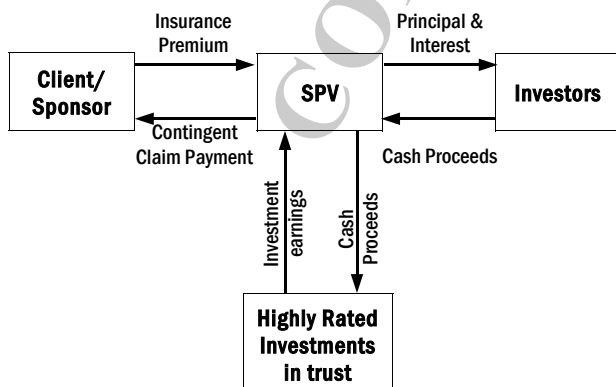 Insurance
Premium
Principal &
Interest
Client/
Sponsor
SPV
Investors
Contingent
Claim Payment
Cash Proceeds
Investment
earnings
Cash
Proceeds
Highly Rated
Investments
in trust